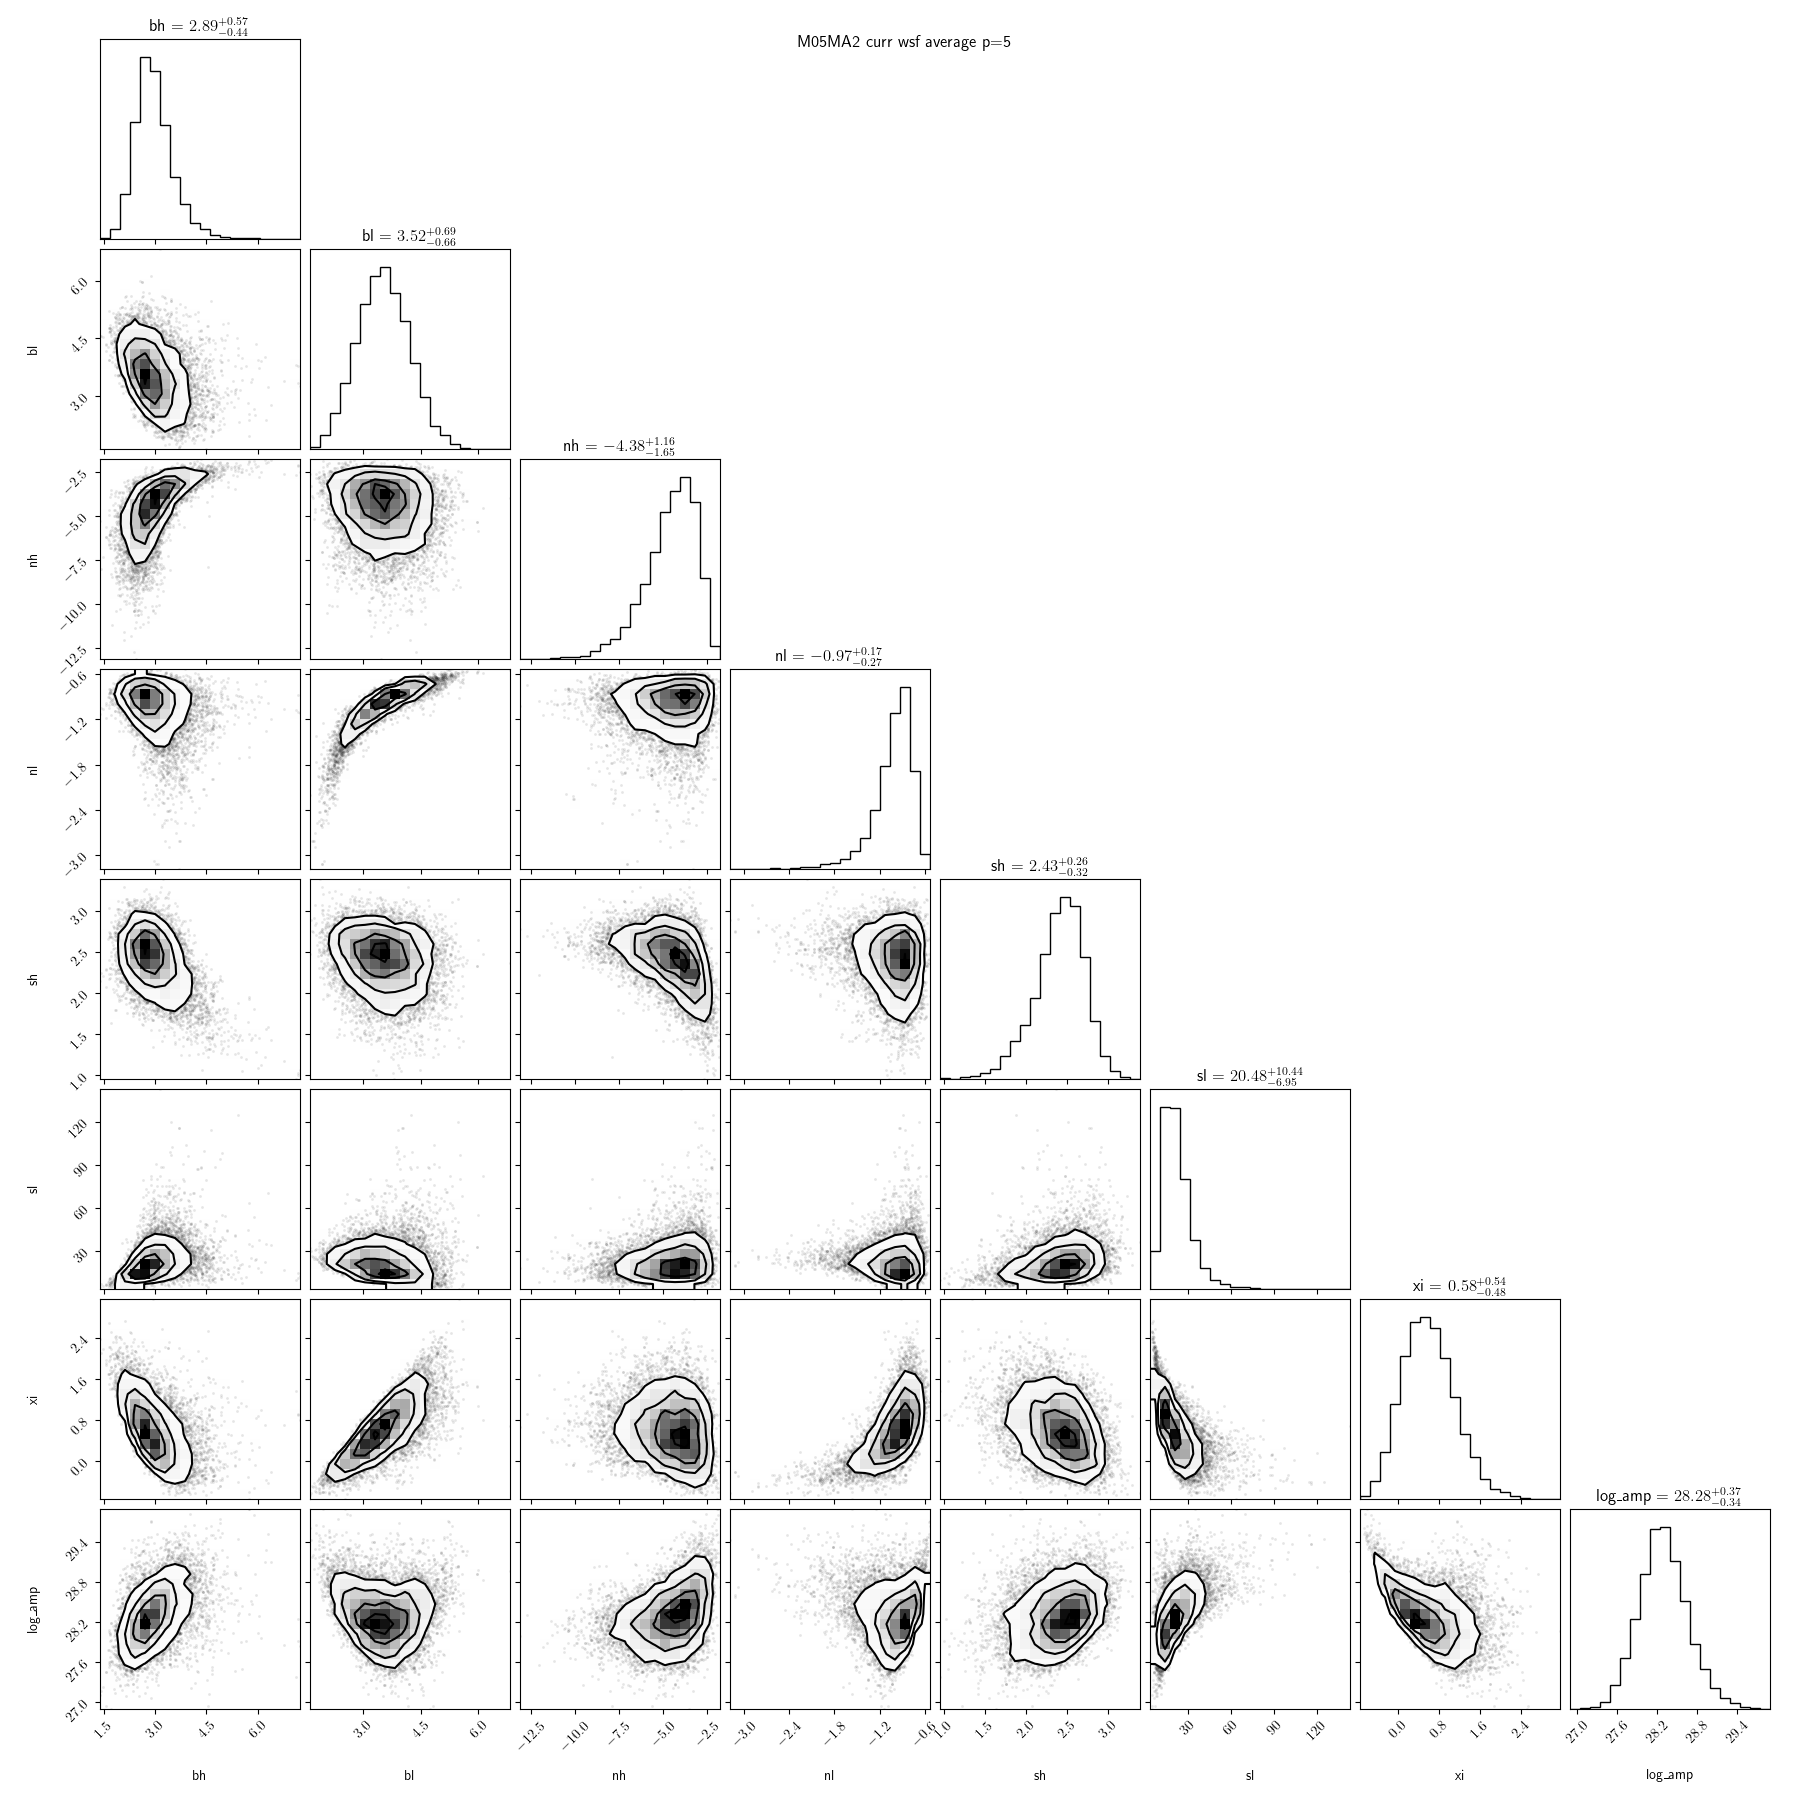 bh = 2.89+0.57 −0.44
M05MA2 curr wsf average p=5
bl = 3.52+0.69 −0.66
6.0
4.5
3.0
bl
nh = −4.38+1.16 −1.65
−2.5
−5.0
−7.5
−10.0
−12.5
nh
nl = −0.97+0.17 −0.27
−0.6
−1.2
−1.8
−2.4
−3.0
nl
sh = 2.43+0.26 −0.32
3.0
2.5
2.0
1.5
1.0
sh
sl = 20.48+10.44 −6.95
120
90
60
30
sl
xi = 0.58+0.54 −0.48
2.4
1.6
0.8
0.0
xi
log_amp = 28.28+0.37 −0.34
29.4
28.8
28.2
27.6
27.0
log_amp
1.5 3.0 4.5 6.0
3.0 4.5 6.0
−12.5 −10.0 −7.5 −5.0 −2.5
−3.0 −2.4 −1.8 −1.2 −0.6
1.0 1.5 2.0 2.5 3.0
30 60 90 120
0.0 0.8 1.6 2.4
27.0 27.6 28.2 28.8 29.4
bh bl nh nl sh sl xi log_amp